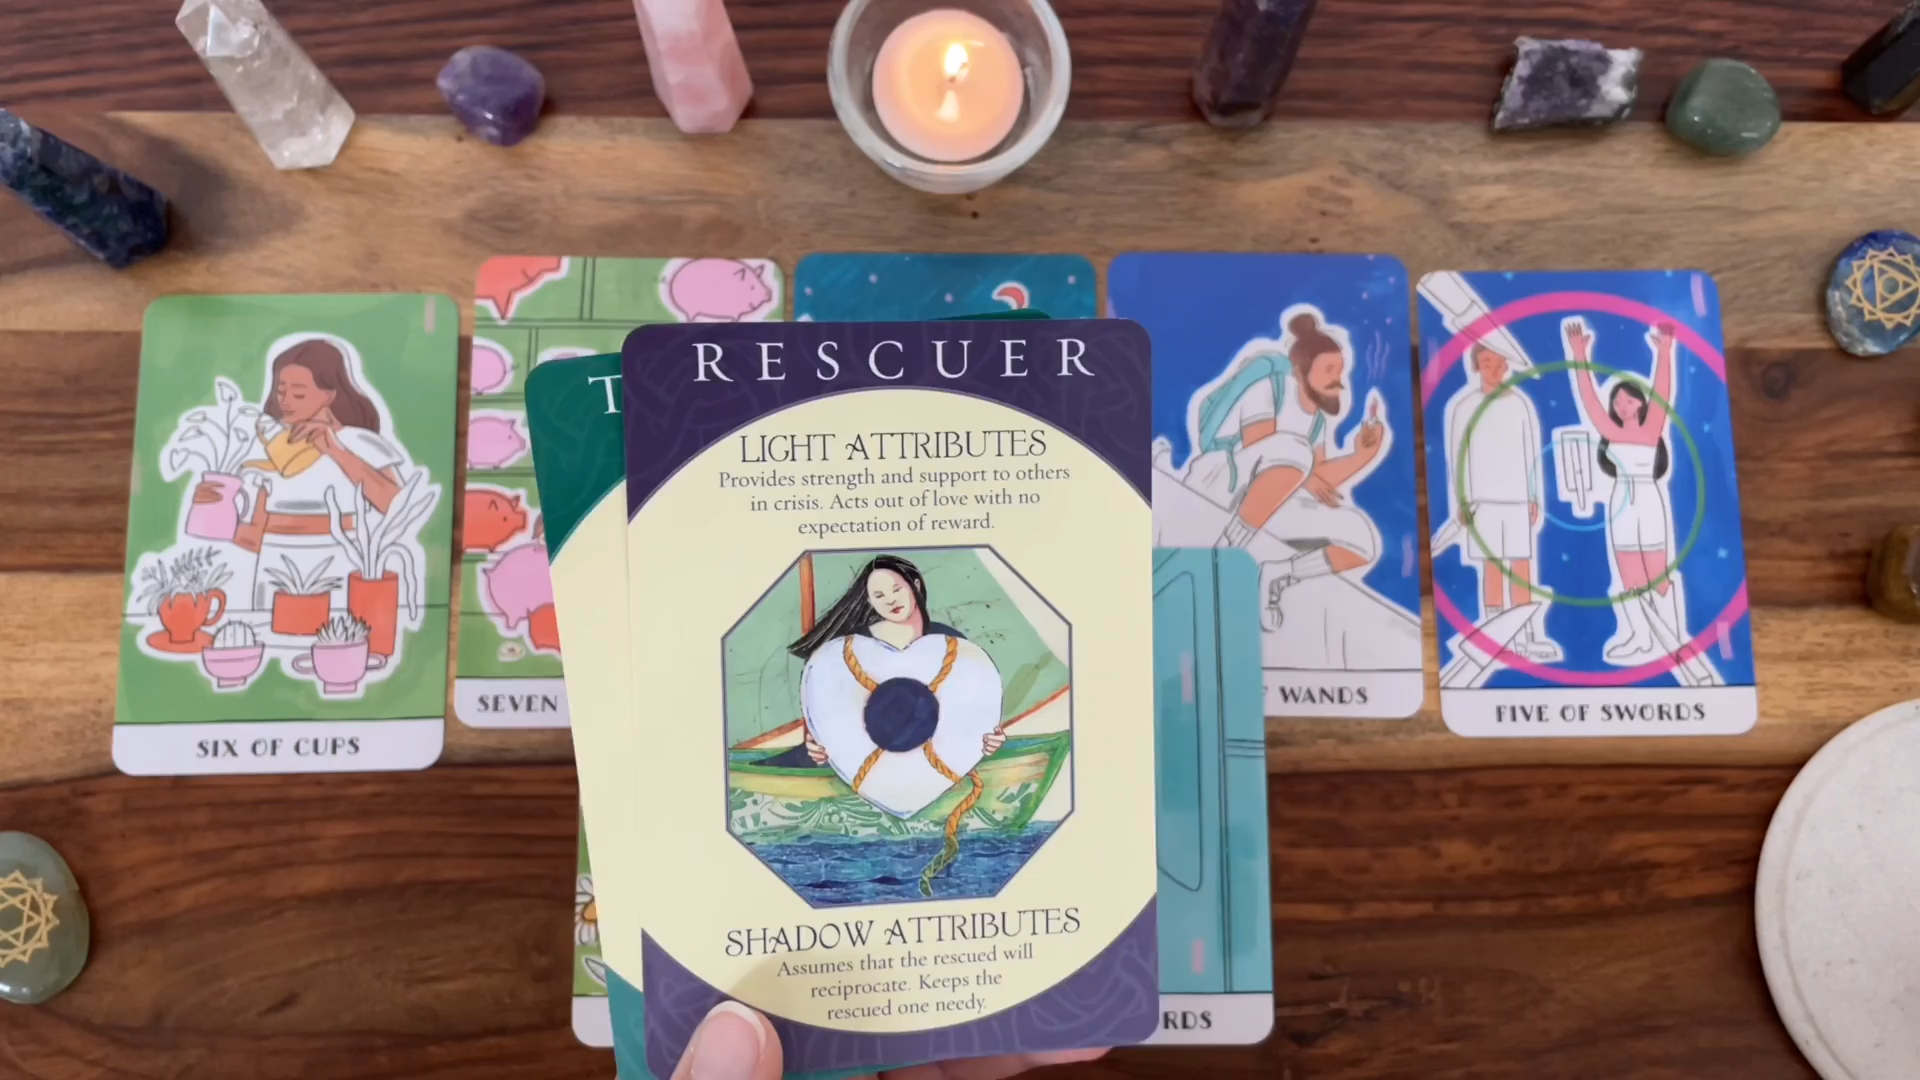 RESCUER
T
LIGHT ATTRIBUTES
Provides strength and support to others
in crisis. Acts out of love with no
expectation of reward.
SHADOW ATTRIBUTES
Assumes that the rescued will
reciprocate. Keeps the
rescued one needy.
SIX OF CUPS
SEVEN
WANDS
FIVE OF SWORDS
RDS